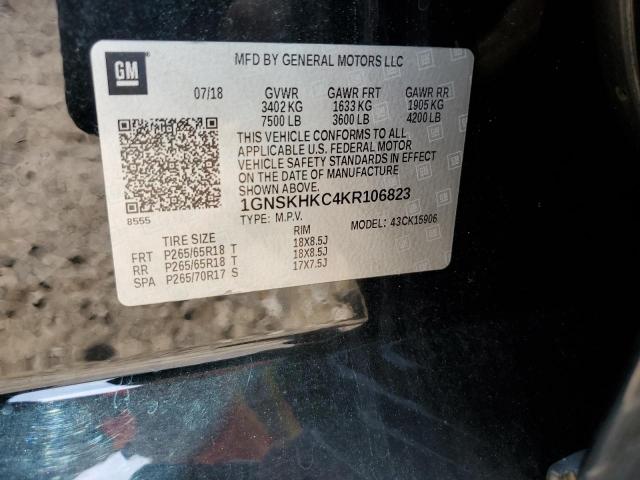 GM
MFD BY GENERAL MOTORS LLC
07/18 GVWR GAWR FRT GAWR RR
3402 KG 1633 KG 1905 KG
7500 LB 3600 LB 4200 LB
THIS VEHICLE CONFORMS TO ALL
APPLICABLE U.S. FEDERAL MOTOR
VEHICLE SAFETY STANDARDS IN EFFECT
ON THE DATE OF MANUFACTURE
SHOWN ABOVE.
8555 1GNSKHKC4KR106823
TYPE: M.P.V. MODEL: 43CK15906
TIRE SIZE RIM
FRT P265/65R18 T 18X8.5J
RR P265/65R18 T 18X8.5J
SPA P265/70R17 S 17X7.5J